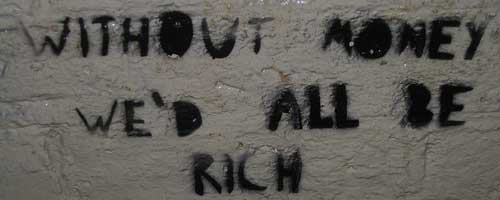 WITHOUT MONEY
WE'D ALL BE
RICH